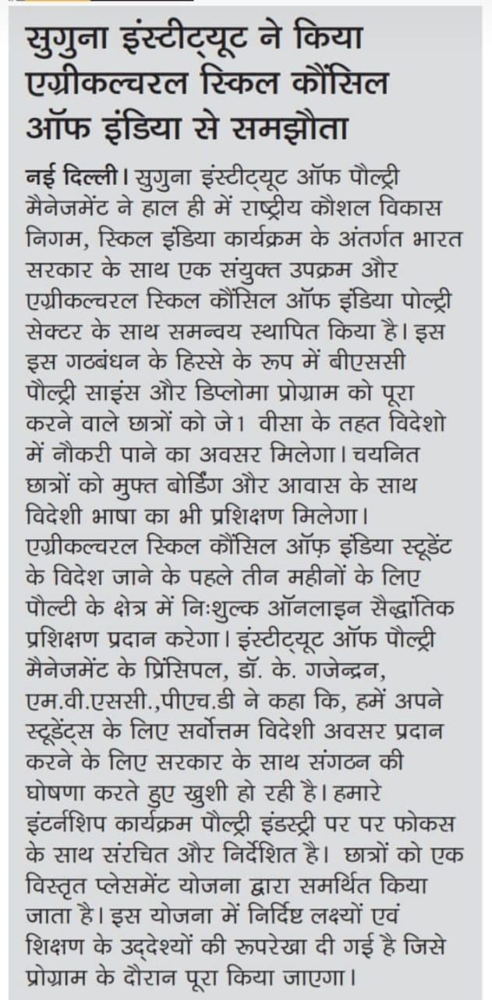 सुगुना इंस्टीट्यूट ने किया
एग्रीकल्चरल स्किल कौंसिल
ऑफ इंडिया से समझौता
नई दिल्ली। सुगुना इंस्टीट्यूट ऑफ पौल्ट्री
मैनेजमेंट ने हाल ही में राष्ट्रीय कौशल विकास
निगम, स्किल इंडिया कार्यक्रम के अंतर्गत भारत
सरकार के साथ एक संयुक्त उपक्रम और
एग्रीकल्चरल स्किल कौंसिल ऑफ इंडिया पोल्ट्री
सेक्टर के साथ समन्वय स्थापित किया है। इस
इस गठबंधन के हिस्से के रूप में बीएससी
पौल्ट्री साइंस और डिप्लोमा प्रोग्राम को पूरा
करने वाले छात्रों को जे1 वीसा के तहत विदेशो
में नौकरी पाने का अवसर मिलेगा। चयनित
छात्रों को मुफ्त बोर्डिंग और आवास के साथ
विदेशी भाषा का भी प्रशिक्षण मिलेगा।
एग्रीकल्चरल स्किल कौंसिल ऑफ़ इंडिया स्टूडेंट
के विदेश जाने के पहले तीन महीनों के लिए
पौल्टी के क्षेत्र में निःशुल्क ऑनलाइन सैद्धांतिक
प्रशिक्षण प्रदान करेगा। इंस्टीट्यूट ऑफ पौल्ट्री
मैनेजमेंट के प्रिंसिपल, डॉ. के. गजेन्द्रन,
एम.वी.एससी.,पीएच.डी ने कहा कि, हमें अपने
स्टूडेंट्स के लिए सर्वोत्तम विदेशी अवसर प्रदान
करने के लिए सरकार के साथ संगठन की
घोषणा करते हुए खुशी हो रही है। हमारे
इंटर्नशिप कार्यक्रम पौल्ट्री इंडस्ट्री पर पर फोकस
के साथ संरचित और निर्देशित है। छात्रों को एक
विस्तृत प्लेसमेंट योजना द्वारा समर्थित किया
जाता है। इस योजना में निर्दिष्ट लक्ष्यों एवं
शिक्षण के उद्देश्यों की रूपरेखा दी गई है जिसे
प्रोग्राम के दौरान पूरा किया जाएगा।